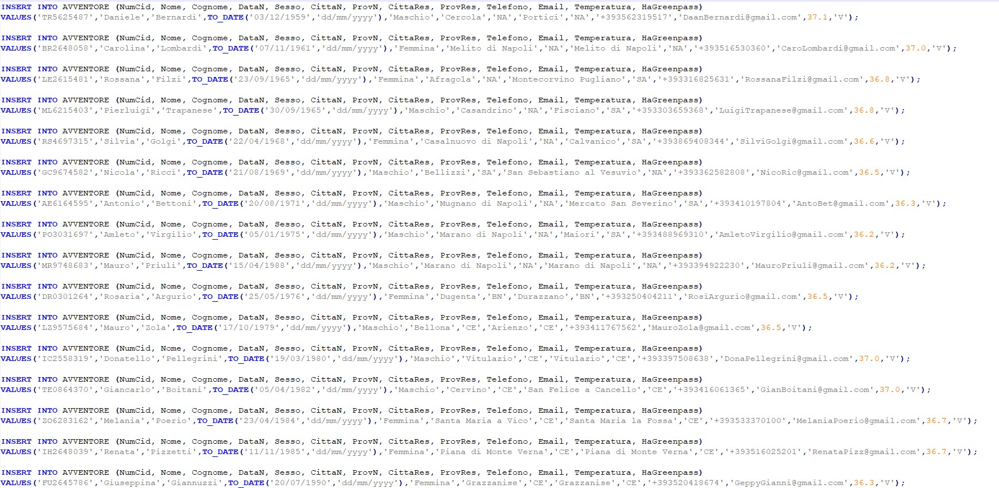 INSERT INTO AVVENTORE (NumCid, Nome, Cognome, DataN, Sesso, CittaN, ProvN, CittaRes, ProvRes, Telefono, Email, Temperatura, HaGreenpass)
VALUES('TR5625487','Daniele','Bernardi',TO_DATE('03/12/1959','dd/mm/yyyy'),'Maschio','Cercola','NA','Portici','NA','+393562319517','DaanBernardi@gmail.com',37.1,'V');
INSERT INTO AVVENTORE (NumCid, Nome, Cognome, DataN, Sesso, CittaN, ProvN, CittaRes, ProvRes, Telefono, Email, Temperatura, HaGreenpass)
VALUES('BR2648058','Carolina','Lombardi',TO_DATE('07/11/1961','dd/mm/yyyy'),'Femmina','Melito di Napoli','NA','Melito di Napoli','NA','+393516530360','CaroLombardi@gmail.com',37.0,'V');
INSERT INTO AVVENTORE (NumCid, Nome, Cognome, DataN, Sesso, CittaN, ProvN, CittaRes, ProvRes, Telefono, Email, Temperatura, HaGreenpass)
VALUES('LE2615481','Rossana','Filzi',TO_DATE('23/09/1965','dd/mm/yyyy'),'Femmina','Afragola','NA','Montecorvino Pugliano','SA','+393316825631','RossanaFilzi@gmail.com',36.8,'V');
INSERT INTO AVVENTORE (NumCid, Nome, Cognome, DataN, Sesso, CittaN, ProvN, CittaRes, ProvRes, Telefono, Email, Temperatura, HaGreenpass)
VALUES('ML6215403','Pierluigi','Trapanese',TO_DATE('30/09/1965','dd/mm/yyyy'),'Maschio','Casandrino','NA','Fisciano','SA','+393303659368','LuigiTrapanese@gmail.com',36.8,'V');
INSERT INTO AVVENTORE (NumCid, Nome, Cognome, DataN, Sesso, CittaN, ProvN, CittaRes, ProvRes, Telefono, Email, Temperatura, HaGreenpass)
VALUES('RS4697315','Silvia','Golgi',TO_DATE('22/04/1968','dd/mm/yyyy'),'Femmina','Casalnuovo di Napoli','NA','Calvanico','SA','+393869408344','SilviGolgi@gmail.com',36.6,'V');
INSERT INTO AVVENTORE (NumCid, Nome, Cognome, DataN, Sesso, CittaN, ProvN, CittaRes, ProvRes, Telefono, Email, Temperatura, HaGreenpass)
VALUES('GC9674582','Nicola','Ricci',TO_DATE('21/08/1969','dd/mm/yyyy'),'Maschio','Bellizzi','SA','San Sebastiano al Vesuvio','NA','+393362582808','NicoRic@gmail.com',36.5,'V');
INSERT INTO AVVENTORE (NumCid, Nome, Cognome, DataN, Sesso, CittaN, ProvN, CittaRes, ProvRes, Telefono, Email, Temperatura, HaGreenpass)
VALUES('AE6164595','Antonio','Bettoni',TO_DATE('20/08/1971','dd/mm/yyyy'),'Maschio','Mugnano di Napoli','NA','Mercato San Severino','SA','+393410197804','AntoBet@gmail.com',36.3,'V');
INSERT INTO AVVENTORE (NumCid, Nome, Cognome, DataN, Sesso, CittaN, ProvN, CittaRes, ProvRes, Telefono, Email, Temperatura, HaGreenpass)
VALUES('PO3031697','Amleto','Virgilio',TO_DATE('05/01/1975','dd/mm/yyyy'),'Maschio','Marano di Napoli','NA','Maiori','SA','+393488969310','AmletoVirgilio@gmail.com',36.2,'V');
INSERT INTO AVVENTORE (NumCid, Nome, Cognome, DataN, Sesso, CittaN, ProvN, CittaRes, ProvRes, Telefono, Email, Temperatura, HaGreenpass)
VALUES('MR9748683','Mauro','Priuli',TO_DATE('15/04/1988','dd/mm/yyyy'),'Maschio','Marano di Napoli','NA','Marano di Napoli','NA','+393394922230','MauroPriuli@gmail.com',36.2,'V');
INSERT INTO AVVENTORE (NumCid, Nome, Cognome, DataN, Sesso, CittaN, ProvN, CittaRes, ProvRes, Telefono, Email, Temperatura, HaGreenpass)
VALUES('DR0301264','Rosaria','Argurio',TO_DATE('25/05/1976','dd/mm/yyyy'),'Femmina','Dugenta','BN','Durazzano','BN','+393250404211','RosiArgurio@gmail.com',36.5,'V');
INSERT INTO AVVENTORE (NumCid, Nome, Cognome, DataN, Sesso, CittaN, ProvN, CittaRes, ProvRes, Telefono, Email, Temperatura, HaGreenpass)
VALUES('LZ9575684','Mauro','Zola',TO_DATE('17/10/1979','dd/mm/yyyy'),'Maschio','Bellona','CE','Arienzo','CE','+393411767562','MauroZola@gmail.com',36.5,'V');
INSERT INTO AVVENTORE (NumCid, Nome, Cognome, DataN, Sesso, CittaN, ProvN, CittaRes, ProvRes, Telefono, Email, Temperatura, HaGreenpass)
VALUES('IC2558319','Donatello','Pellegrini',TO_DATE('19/03/1980','dd/mm/yyyy'),'Maschio','Vitulazio','CE','Vitulazio','CE','+393397508638','DonaPellegrini@gmail.com',37.0,'V');
INSERT INTO AVVENTORE (NumCid, Nome, Cognome, DataN, Sesso, CittaN, ProvN, CittaRes, ProvRes, Telefono, Email, Temperatura, HaGreenpass)
VALUES('TE0864370','Giancarlo','Boitani',TO_DATE('05/04/1982','dd/mm/yyyy'),'Maschio','Cervino','CE','San Felice a Cancello','CE','+393416061365','GianBoitani@gmail.com',37.0,'V');
INSERT INTO AVVENTORE (NumCid, Nome, Cognome, DataN, Sesso, CittaN, ProvN, CittaRes, ProvRes, Telefono, Email, Temperatura, HaGreenpass)
VALUES('ZO6283162','Melania','Poerio',TO_DATE('23/04/1984','dd/mm/yyyy'),'Femmina','Santa Maria a Vico','CE','Santa Maria la Fossa','CE','+393533370100','MelaniaPoerio@gmail.com',36.7,'V');
INSERT INTO AVVENTORE (NumCid, Nome, Cognome, DataN, Sesso, CittaN, ProvN, CittaRes, ProvRes, Telefono, Email, Temperatura, HaGreenpass)
VALUES('IH2648039','Renata','Pizzetti',TO_DATE('11/11/1985','dd/mm/yyyy'),'Femmina','Piana di Monte Verna','CE','Piana di Monte Verna','CE','+393516025201','RenataPizz@gmail.com',36.7,'V');
INSERT INTO AVVENTORE (NumCid, Nome, Cognome, DataN, Sesso, CittaN, ProvN, CittaRes, ProvRes, Telefono, Email, Temperatura, HaGreenpass)
VALUES('FU2645786','Giuseppina','Giannuzzi',TO_DATE('20/07/1990','dd/mm/yyyy'),'Femmina','Grazzanise','CE','Grazzanise','CE','+393520418674','GeppyGianni@gmail.com',36.3,'V');